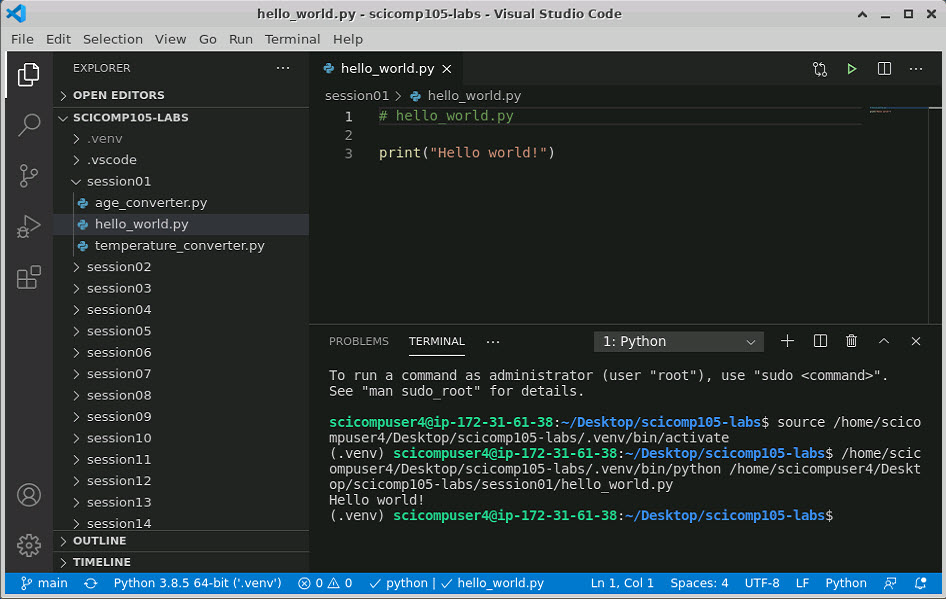 hello_world.py - scicomp105-labs - Visual Studio Code
File Edit Selection View Go Run Terminal Help
EXPLORER
OPEN EDITORS
SCICOMP105-LABS
.venv
.vscode
session01
age_converter.py
hello_world.py
temperature_converter.py
session02
session03
session04
session05
session06
session07
session08
session09
session10
session11
session12
session13
session14
OUTLINE
TIMELINE
hello_world.py
session01 > hello_world.py
1 # hello_world.py
2
3 print("Hello world!")
PROBLEMS TERMINAL ··· 1: Python
To run a command as administrator (user "root"), use "sudo <command>".
See "man sudo_root" for details.
scicompuser4@ip-172-31-61-38:~/Desktop/scicomp105-labs$ source /home/scico
mpuser4/Desktop/scicomp105-labs/.venv/bin/activate
(.venv) scicompuser4@ip-172-31-61-38:~/Desktop/scicomp105-labs$ /home/scic
ompuser4/Desktop/scicomp105-labs/.venv/bin/python /home/scicompuser4/Deskt
op/scicomp105-labs/session01/hello_world.py
Hello world!
(.venv) scicompuser4@ip-172-31-61-38:~/Desktop/scicomp105-labs$
main Python 3.8.5 64-bit ('.venv') 0 0 python | hello_world.py Ln 1, Col 1 Spaces: 4 UTF-8 LF Python